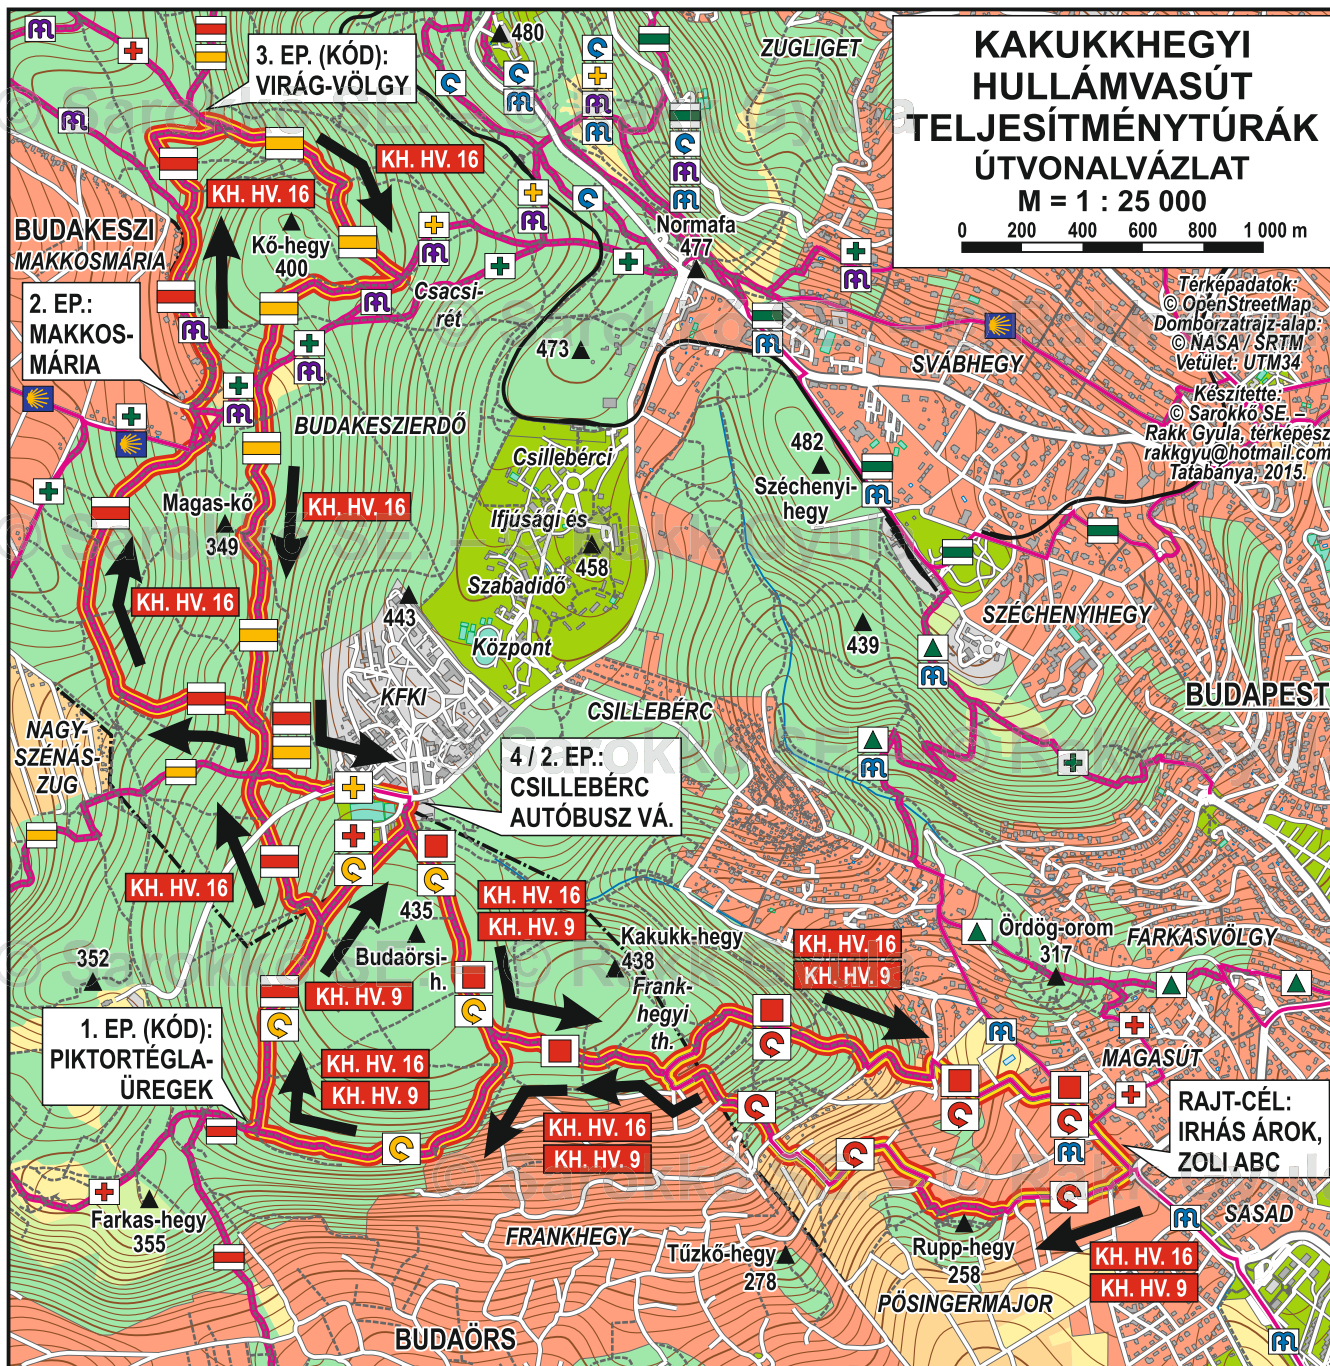 KAKUKKHEGYI
HULLÁMVASÚT
TELJESÍTMÉNYTÚRÁK
ÚTVONALVÁZLAT
M = 1 : 25 000
0 200 400 600 800 1 000 m
Térképadatok:
© OpenStreetMap
Domborzatrajz-alap:
© NASA / SRTM
Vetület: UTM34
Készítette:
© Sarokkő SE. –
Rakk Gyula, térképész
rakkgyu@hotmail.com
Tatabánya, 2015.
480
ZUGLIGET
3. EP. (KÓD):
VIRÁG-VÖLGY
KH. HV. 16
KH. HV. 16
BUDAKESZI
MAKKOSMÁRIA
Kő-hegy
400
Normafa
477
Csacsi-
rét
2. EP.:
MAKKOS-
MÁRIA
473
SVÁBHEGY
BUDAKESZIERDŐ
482
Széchenyi-
hegy
Csillebérci
Ifjúsági és
458
Szabadidő
Központ
Magas-kő
349
KH. HV. 16
KH. HV. 16
443
KFKI
439
SZÉCHENYIHEGY
BUDAPEST
CSILLEBÉRC
NAGY-
SZÉNÁS-
ZUG
4 / 2. EP.:
CSILLEBÉRC
AUTÓBUSZ VÁ.
KH. HV. 16
435
Budaörsi-
h.
KH. HV. 16
KH. HV. 9
Kakukk-hegy
438
Frank-
hegyi
th.
KH. HV. 16
KH. HV. 9
Ördög-orom
317
FARKASVÖLGY
352
KH. HV. 9
1. EP. (KÓD):
PIKTORTÉGLA-
ÜREGEK
KH. HV. 16
KH. HV. 9
MAGASÚT
RAJT-CÉL:
IRHÁS ÁROK,
ZOLI ABC
KH. HV. 16
KH. HV. 9
Farkas-hegy
355
FRANKHEGY
Tűzkő-hegy
278
Rupp-hegy
258
PÖSINGERMAJOR
SASAD
KH. HV. 16
KH. HV. 9
BUDAÖRS